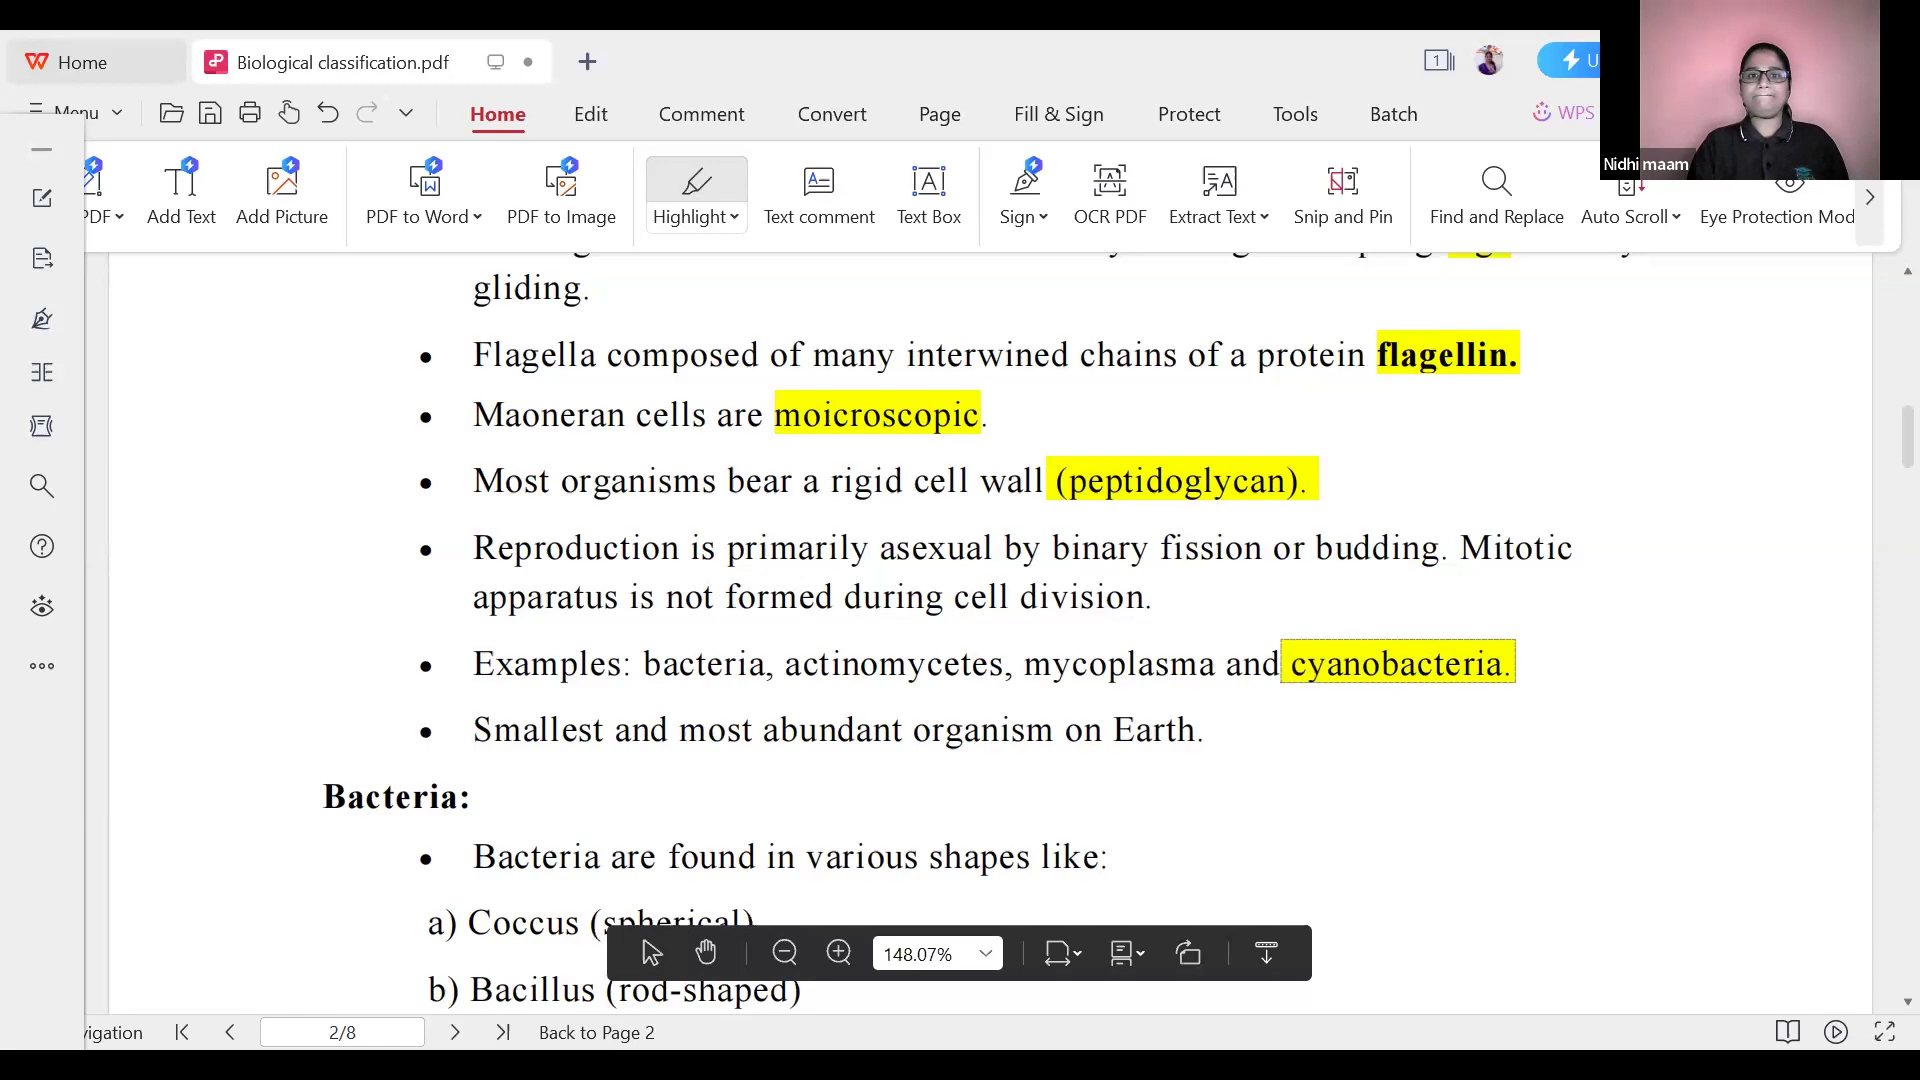 Home
Biological classification.pdf
1
U
Menu
Home
Edit
Comment
Convert
Page
Fill & Sign
Protect
Tools
Batch
WPS
Nidhi maam
PDF
Add Text
Add Picture
PDF to Word
PDF to Image
Highlight
Text comment
Text Box
Sign
OCR PDF
Extract Text
Snip and Pin
Find and Replace
Auto Scroll
Eye Protection Mod
gliding.
• Flagella composed of many interwined chains of a protein flagellin.
• Maoneran cells are moicroscopic.
• Most organisms bear a rigid cell wall (peptidoglycan).
• Reproduction is primarily asexual by binary fission or budding. Mitotic
apparatus is not formed during cell division.
• Examples: bacteria, actinomycetes, mycoplasma and cyanobacteria.
• Smallest and most abundant organism on Earth.
Bacteria:
• Bacteria are found in various shapes like:
a) Coccus (spherical)
148.07%
b) Bacillus (rod-shaped)
vigation
2/8
Back to Page 2